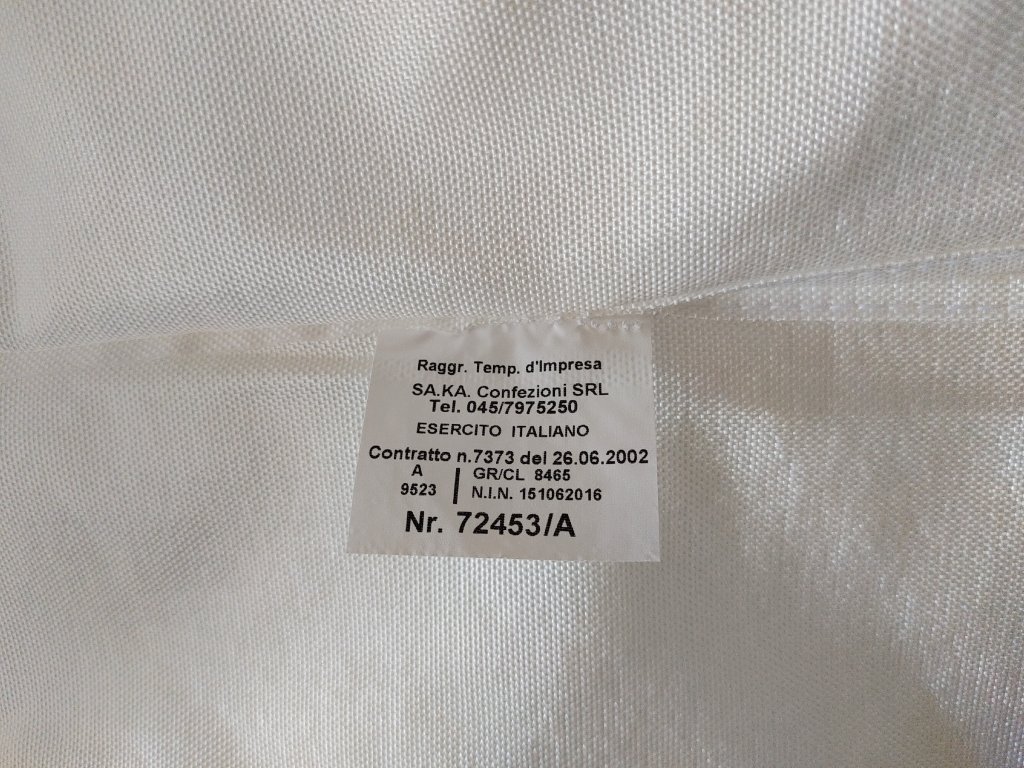 Raggr. Temp. d'Impresa
SA.KA. Confezioni SRL
Tel. 045/7975250
ESERCITO ITALIANO
Contratto n.7373 del 26.06.2002
A | GR/CL 8465
9523 | N.I.N. 151062016
Nr. 72453/A